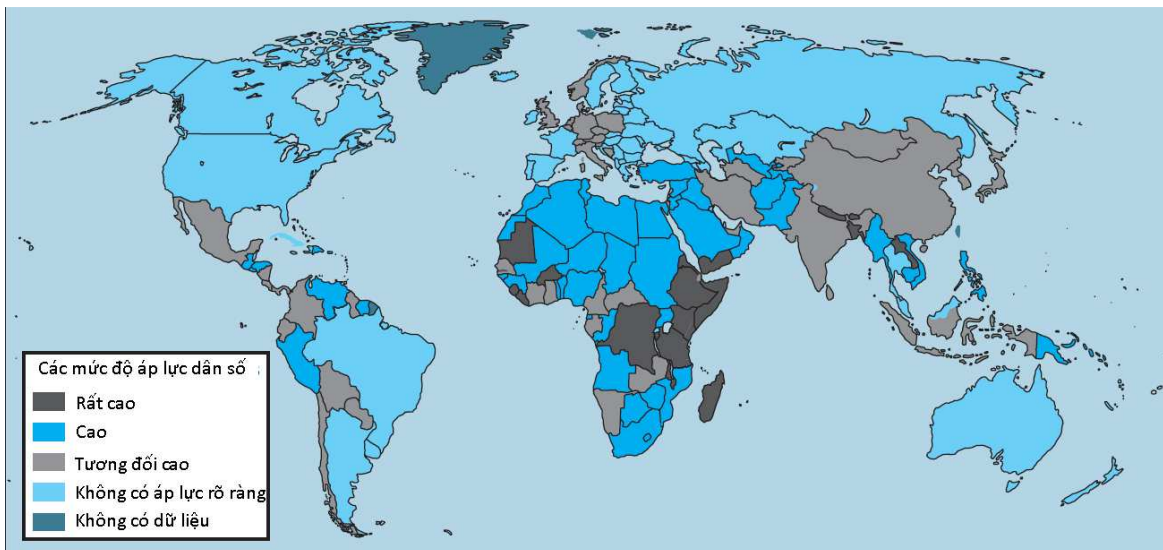 Các mức độ áp lực dân số
Rất cao
Cao
Tương đối cao
Không có áp lực rõ ràng
Không có dữ liệu